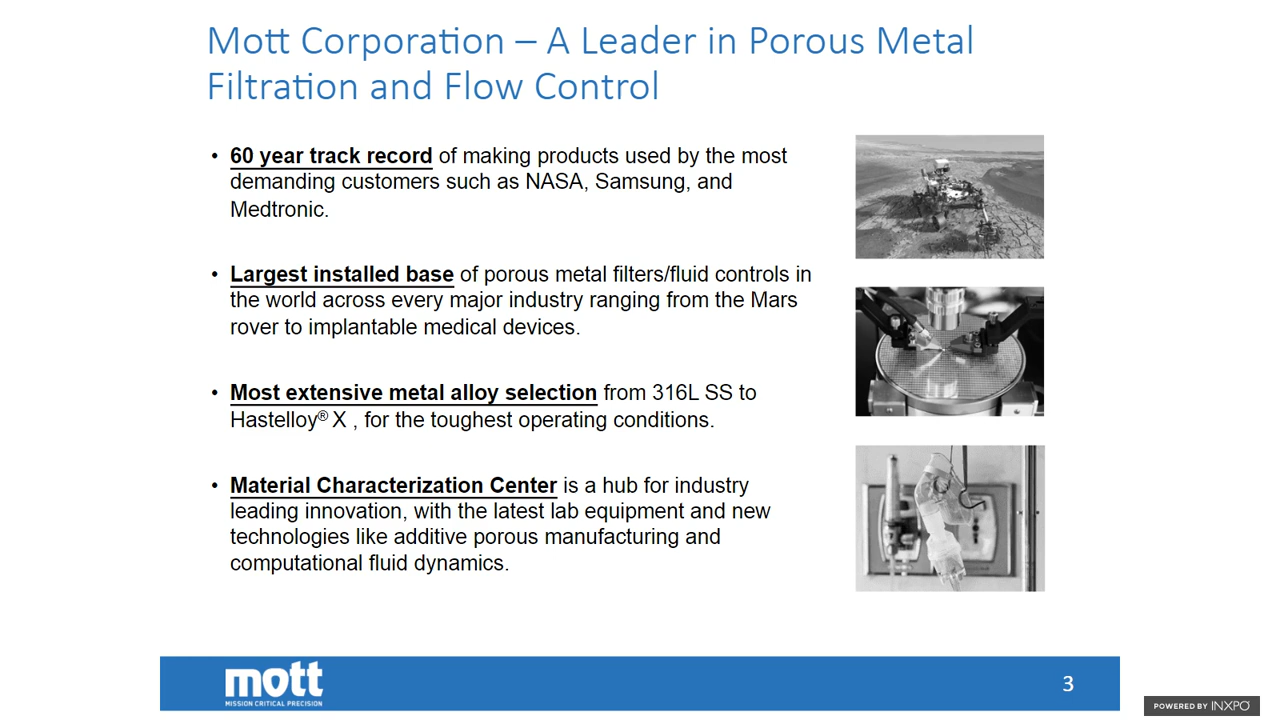 Mott Corporation – A Leader in Porous Metal
Filtration and Flow Control
• 60 year track record of making products used by the most
demanding customers such as NASA, Samsung, and
Medtronic.
• Largest installed base of porous metal filters/fluid controls in
the world across every major industry ranging from the Mars
rover to implantable medical devices.
• Most extensive metal alloy selection from 316L SS to
Hastelloy® X , for the toughest operating conditions.
• Material Characterization Center is a hub for industry
leading innovation, with the latest lab equipment and new
technologies like additive porous manufacturing and
computational fluid dynamics.
mott
MISSION CRITICAL PRECISION
3
POWERED BY INXPO